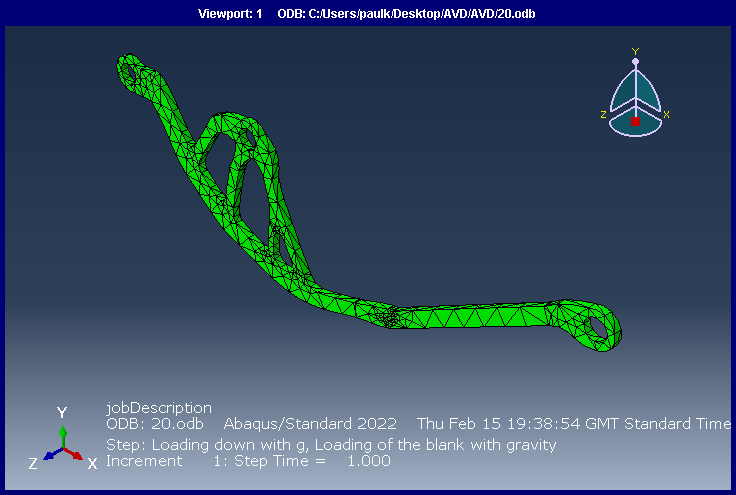 Viewport: 1 ODB: C:/Users/paulk/Desktop/AVD/AVD/20.odb
Y
Z X
Y
Z X
jobDescription
ODB: 20.odb Abaqus/Standard 2022 Thu Feb 15 19:38:54 GMT Standard Time
Step: Loading down with g, Loading of the blank with gravity
Increment 1: Step Time = 1.000